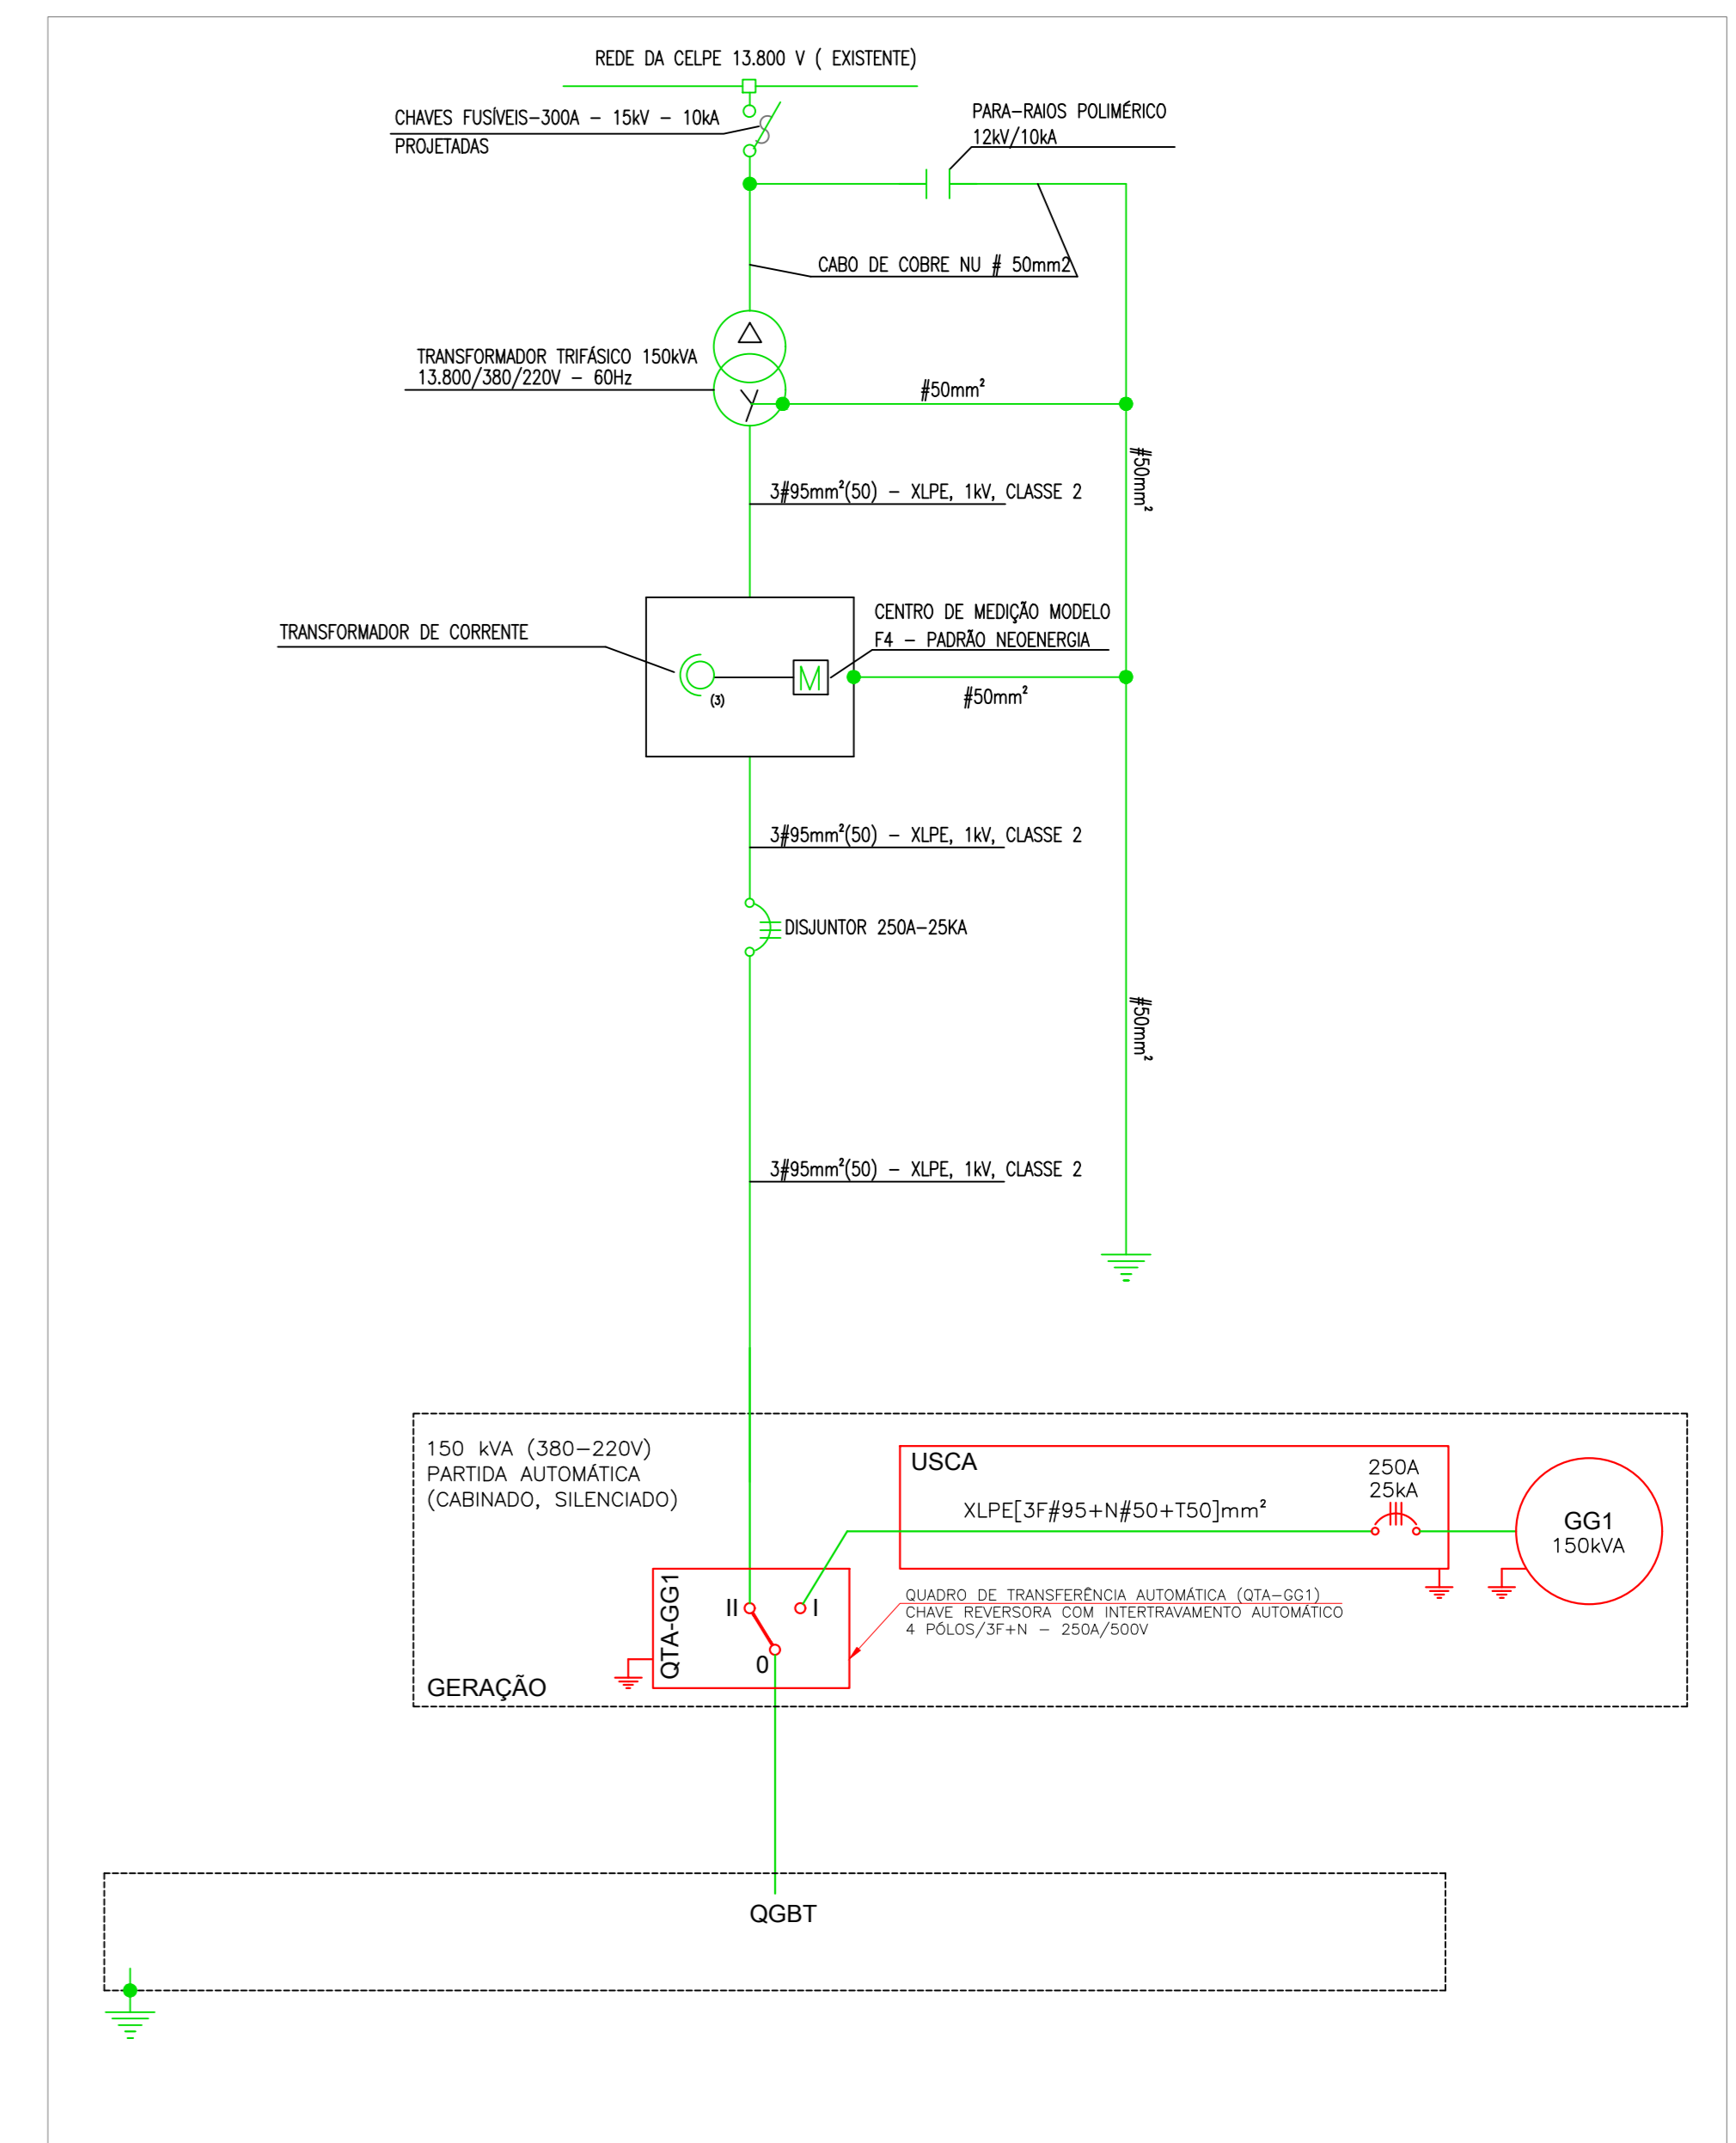 REDE DA CELPE 13.800 V ( EXISTENTE)
CHAVES FUSÍVEIS-300A - 15kV - 10kA
PROJETADAS
PARA-RAIOS POLIMÉRICO
12kV/10kA
CABO DE COBRE NU # 50mm2
TRANSFORMADOR TRIFÁSICO 150kVA
13.800/380/220V - 60Hz
#50mm²
#50mm²
3#95mm²(50) - XLPE, 1kV, CLASSE 2
CENTRO DE MEDIÇÃO MODELO
F4 - PADRÃO NEOENERGIA
TRANSFORMADOR DE CORRENTE
M
(3)
#50mm²
3#95mm²(50) - XLPE, 1kV, CLASSE 2
DISJUNTOR 250A-25KA
#50mm²
3#95mm²(50) - XLPE, 1kV, CLASSE 2
150 kVA (380-220V)
PARTIDA AUTOMÁTICA
(CABINADO, SILENCIADO)
USCA
250A
25kA
XLPE[3F#95+N#50+T50]mm²
GG1
150kVA
QTA-GG1
II
I
0
QUADRO DE TRANSFERÊNCIA AUTOMÁTICA (QTA-GG1)
CHAVE REVERSORA COM INTERTRAVAMENTO AUTOMÁTICO
4 PÓLOS/3F+N - 250A/500V
GERAÇÃO
QGBT